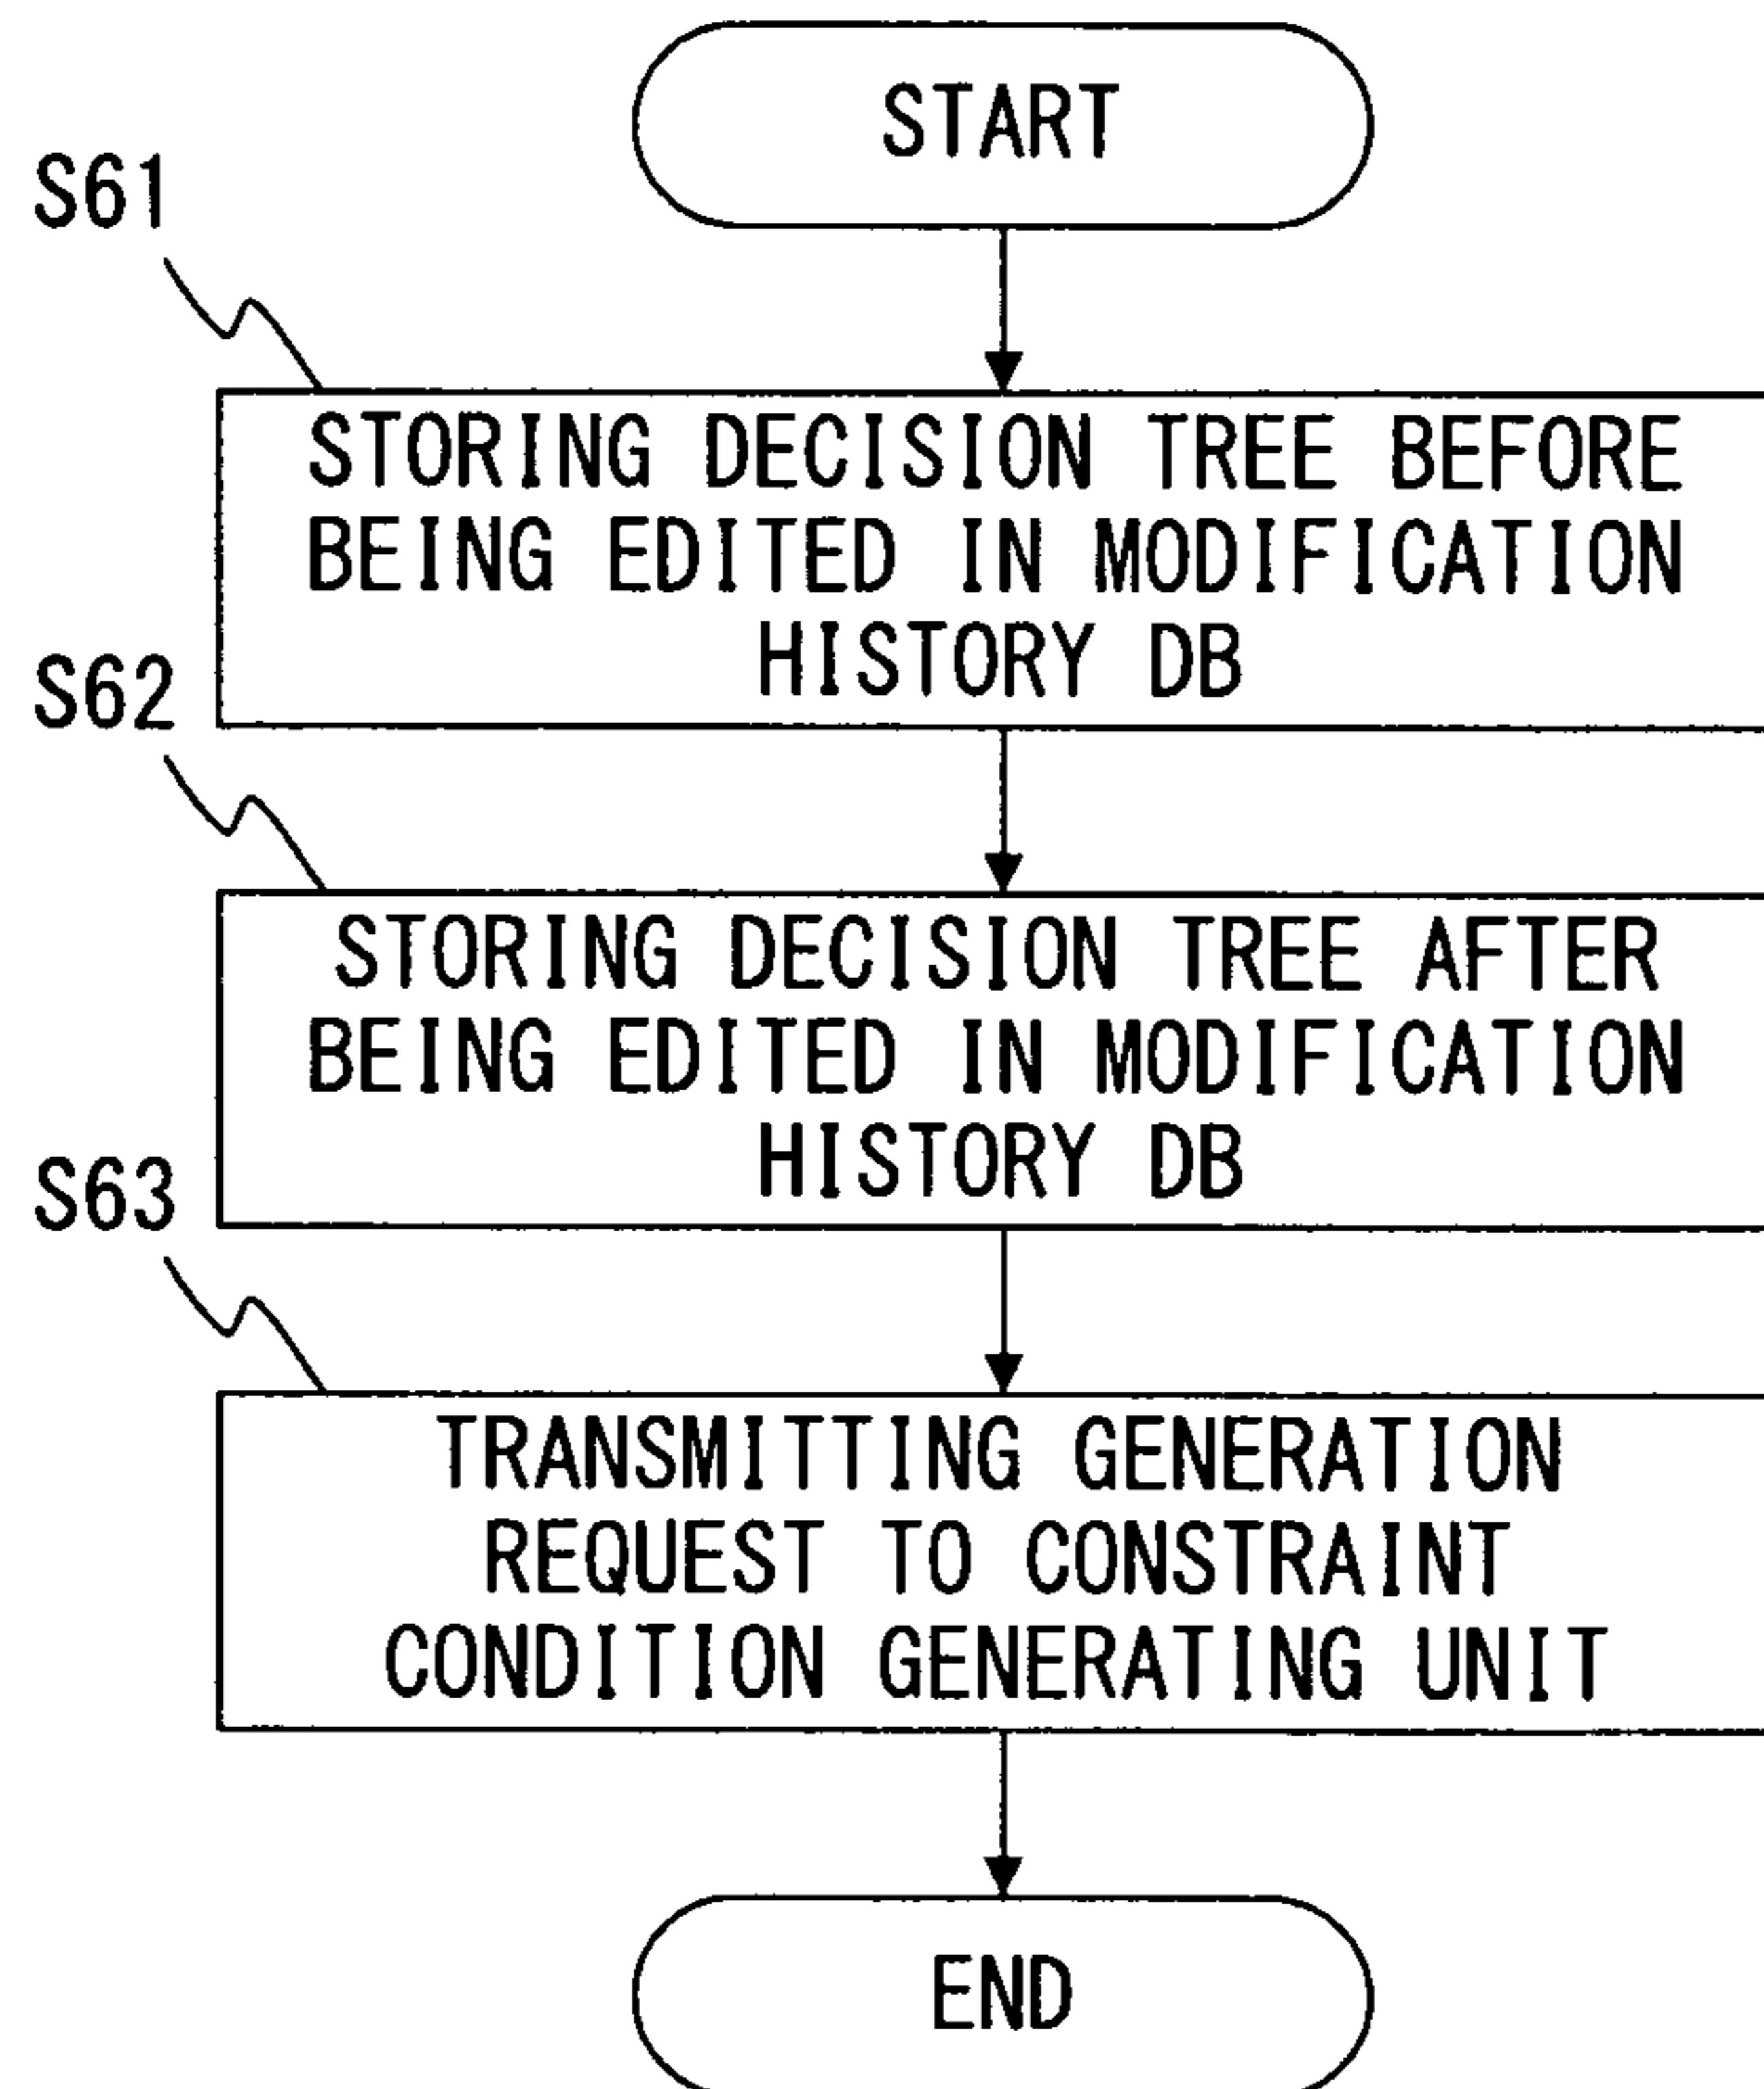 START
S61
STORING DECISION TREE BEFORE
BEING EDITED IN MODIFICATION
HISTORY DB
S62
STORING DECISION TREE AFTER
BEING EDITED IN MODIFICATION
HISTORY DB
S63
TRANSMITTING GENERATION
REQUEST TO CONSTRAINT
CONDITION GENERATING UNIT
END